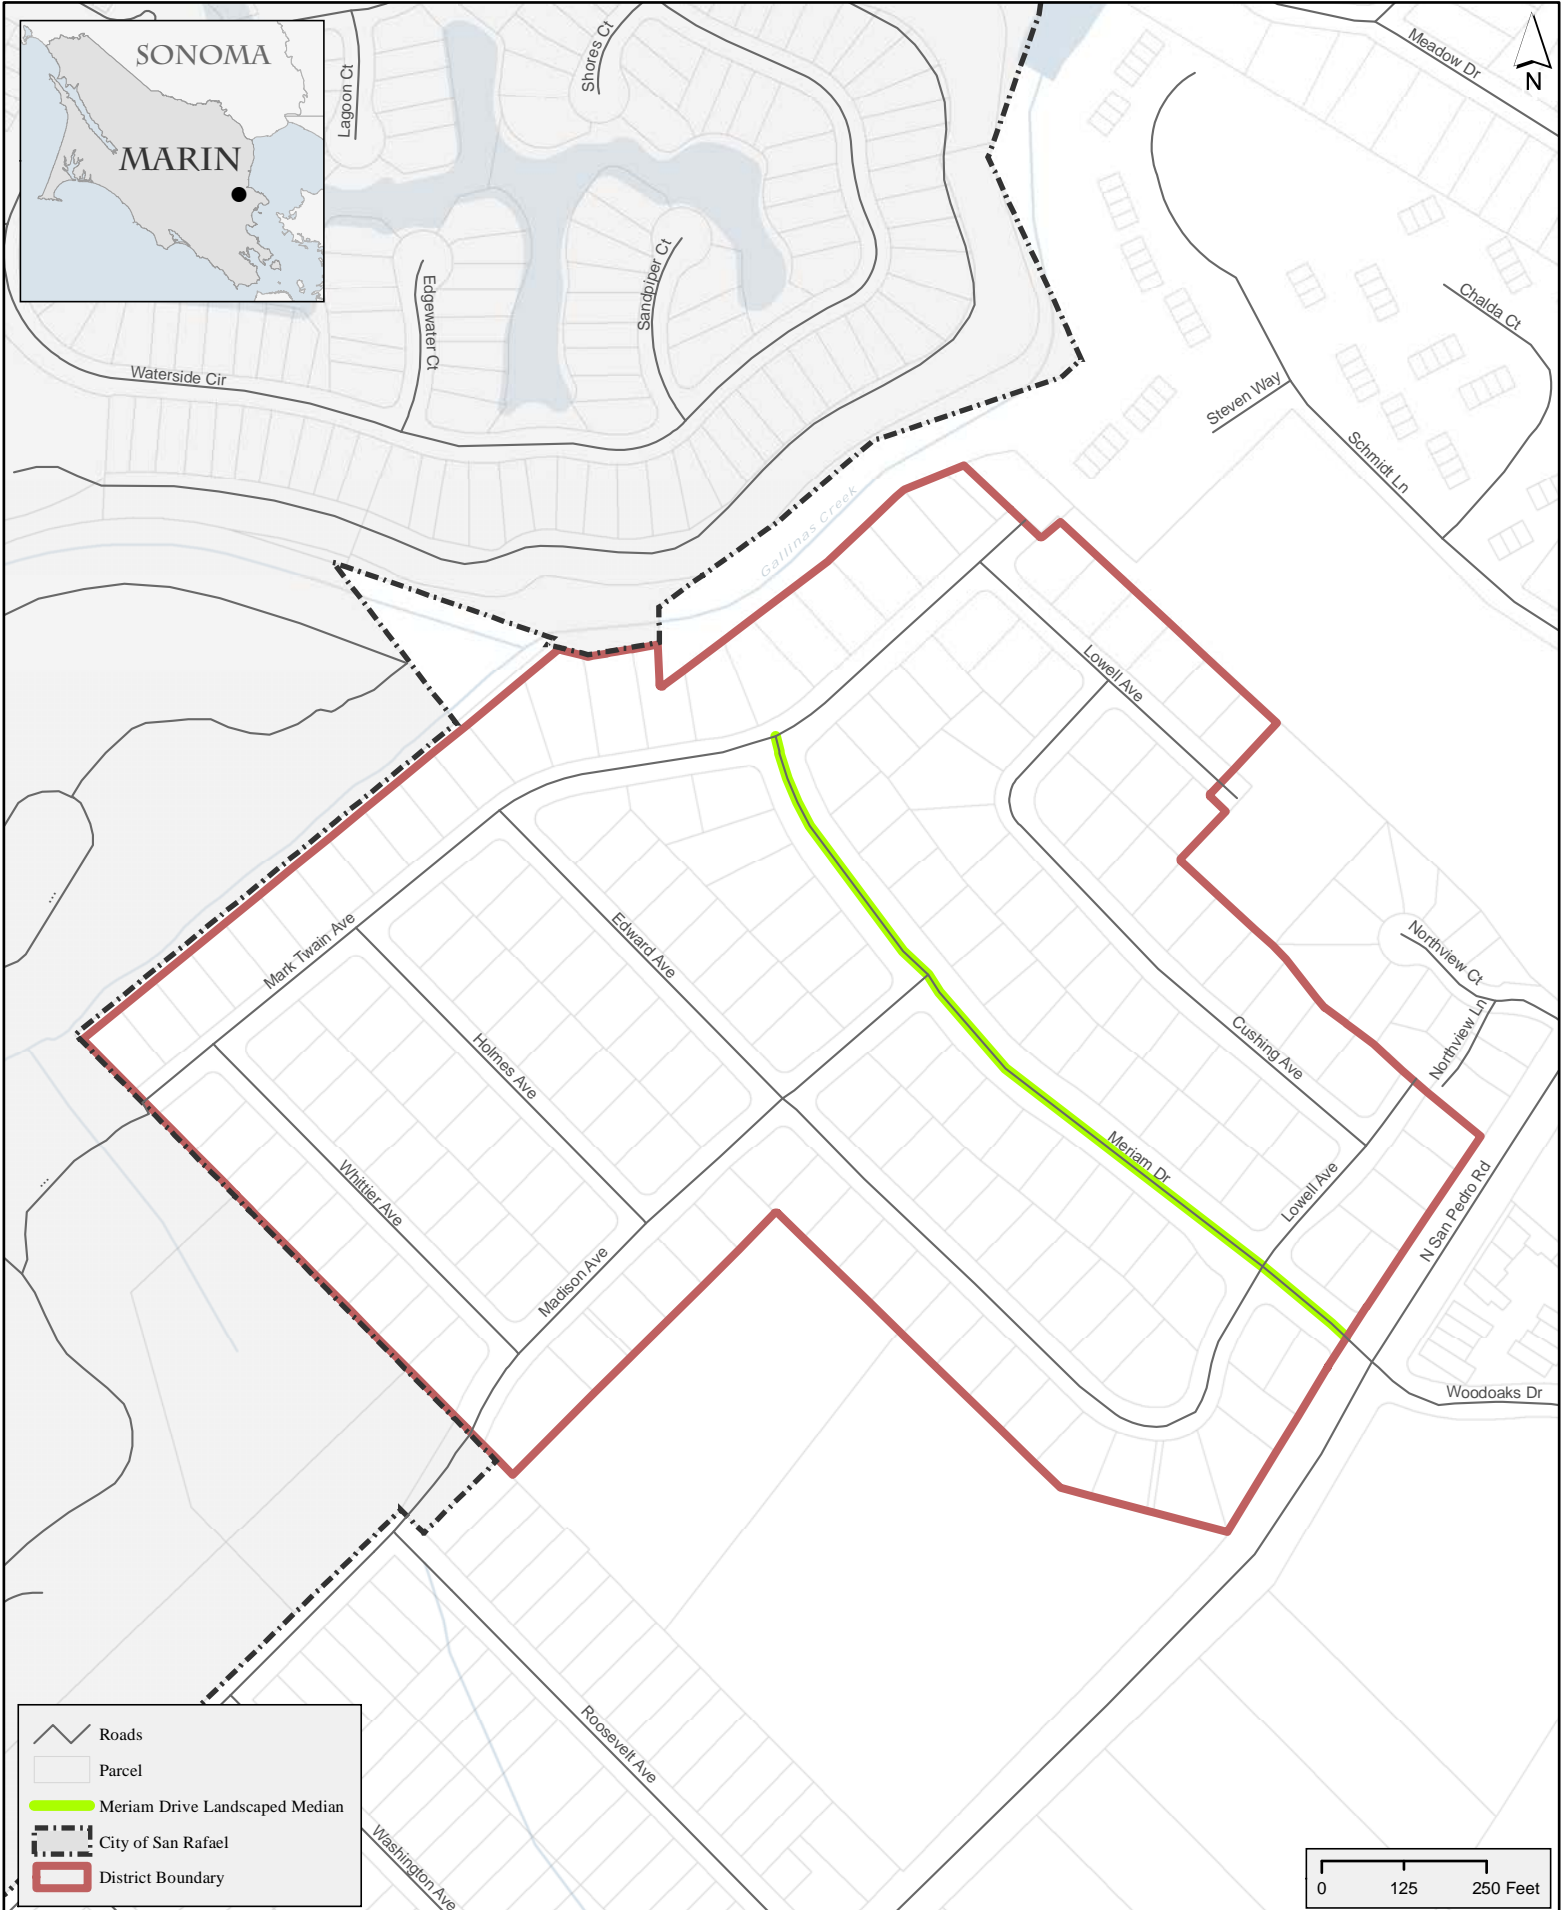 SONOMA
MARIN
N
Lagoon Ct
Shores Ct
Meadow Dr
Edgewater Ct
Sandpiper Ct
Chalda Ct
Waterside Cir
Steven Way
Schmidt Ln
Gallinas Creek
Lowell Ave
Mark Twain Ave
Edward Ave
Northview Ct
Northview Ln
Holmes Ave
Cushing Ave
Whittier Ave
Meriam Dr
Lowell Ave
N San Pedro Rd
Madison Ave
Woodoaks Dr
Roosevelt Ave
Washington Ave
...
...
Roads
Parcel
Meriam Drive Landscaped Median
City of San Rafael
District Boundary
0 125 250 Feet